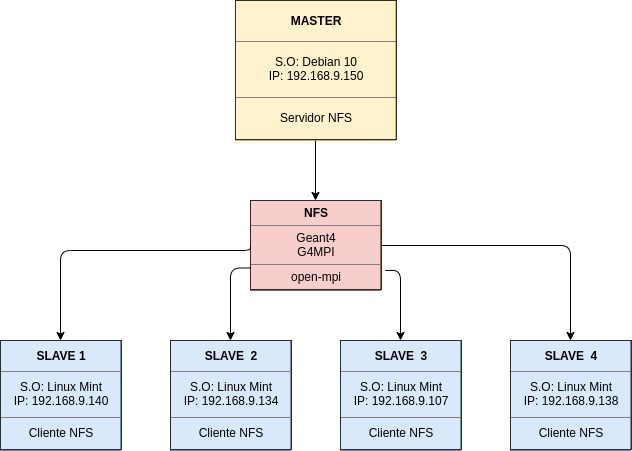 MASTER
S.O: Debian 10
IP: 192.168.9.150
Servidor NFS
NFS
Geant4
G4MPI
open-mpi
SLAVE 1
S.O: Linux Mint
IP: 192.168.9.140
Cliente NFS
SLAVE 2
S.O: Linux Mint
IP: 192.168.9.134
Cliente NFS
SLAVE 3
S.O: Linux Mint
IP: 192.168.9.107
Cliente NFS
SLAVE 4
S.O: Linux Mint
IP: 192.168.9.138
Cliente NFS